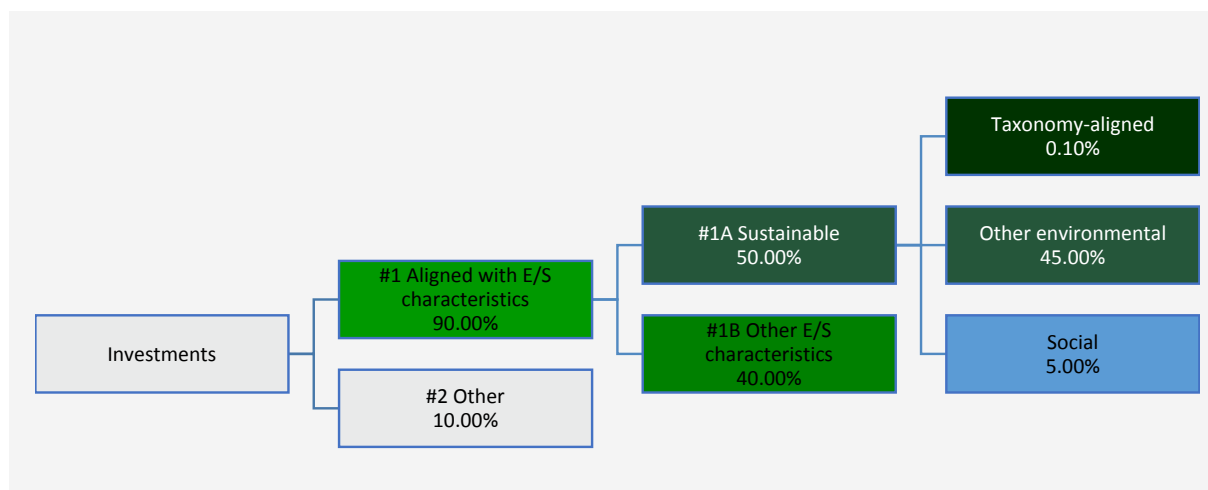 Investments
#1 Aligned with E/S
characteristics
90.00%
#2 Other
10.00%
#1A Sustainable
50.00%
#1B Other E/S
characteristics
40.00%
Taxonomy-aligned
0.10%
Other environmental
45.00%
Social
5.00%